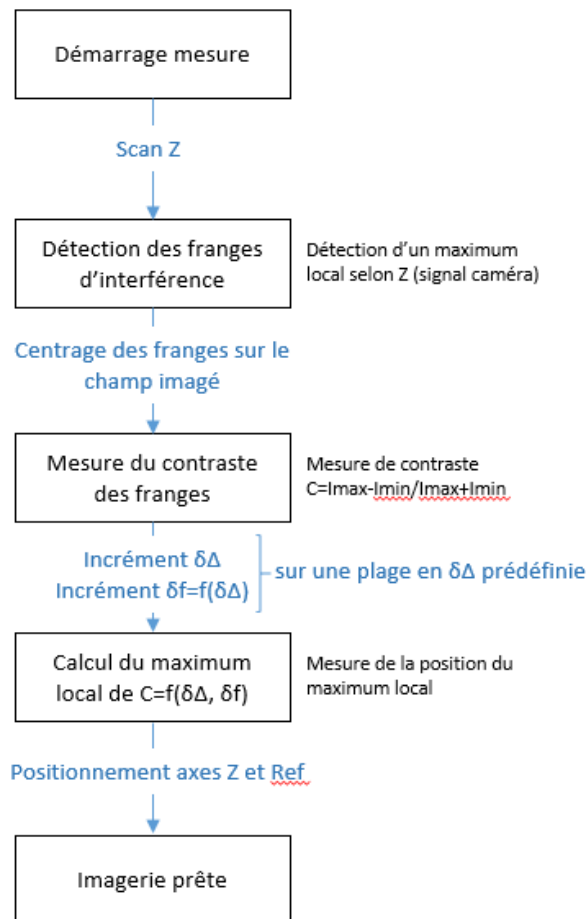 Démarrage mesure
Scan Z
Détection des franges
d'interférence
Détection d'un maximum
local selon Z (signal caméra)
Centrage des franges sur le
champ imagé
Mesure du contraste
des franges
Mesure de contraste
C=Imax-Imin/Imax+Imin
Incrément δΔ
Incrément δf=f(δΔ)
sur une plage en δΔ prédéfinie
Calcul du maximum
local de C=f(δΔ, δf)
Mesure de la position du
maximum local
Positionnement axes Z et Ref
Imagerie prête